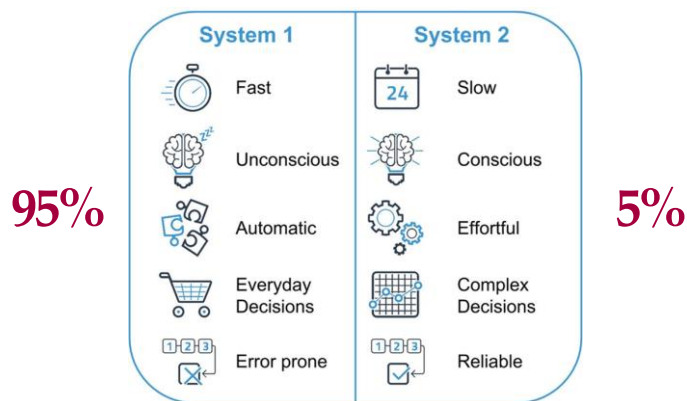 System 1
System 2
Fast
Slow
zzz
Unconscious
Conscious
95%
5%
Automatic
Effortful
Everyday
Decisions
Complex
Decisions
1 2 3
Error prone
1 2 3
Reliable
24